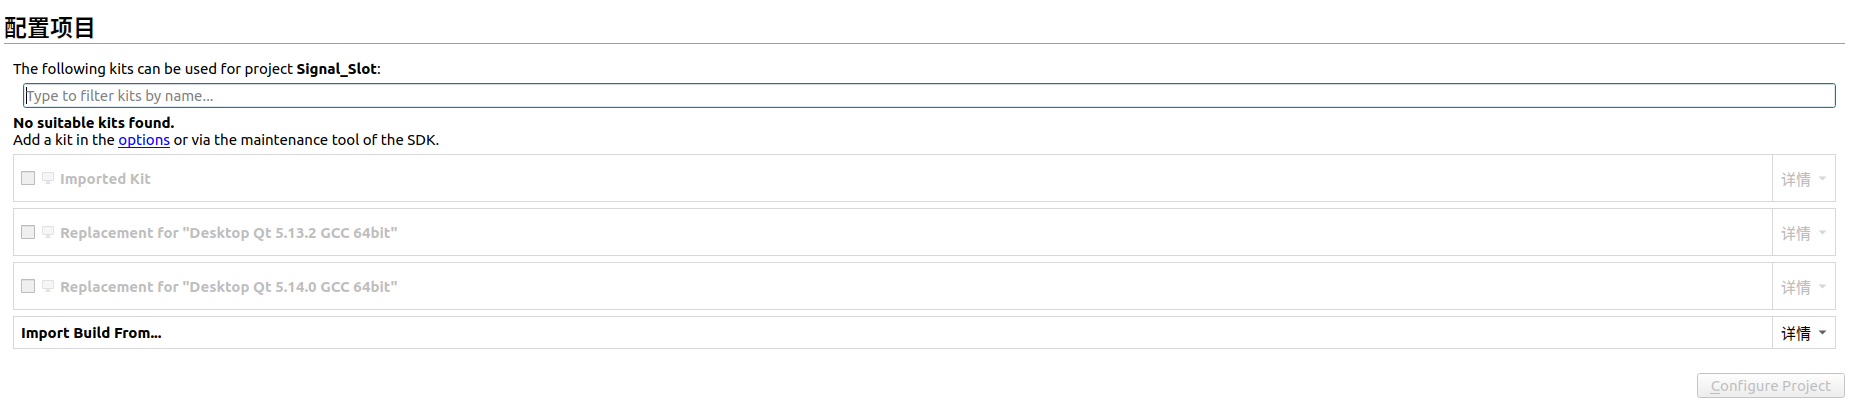 配置项目
The following kits can be used for project Signal_Slot:
Type to filter kits by name...
No suitable kits found.
Add a kit in the options or via the maintenance tool of the SDK.
Imported Kit 详情
Replacement for "Desktop Qt 5.13.2 GCC 64bit" 详情
Replacement for "Desktop Qt 5.14.0 GCC 64bit" 详情
Import Build From... 详情
Configure Project